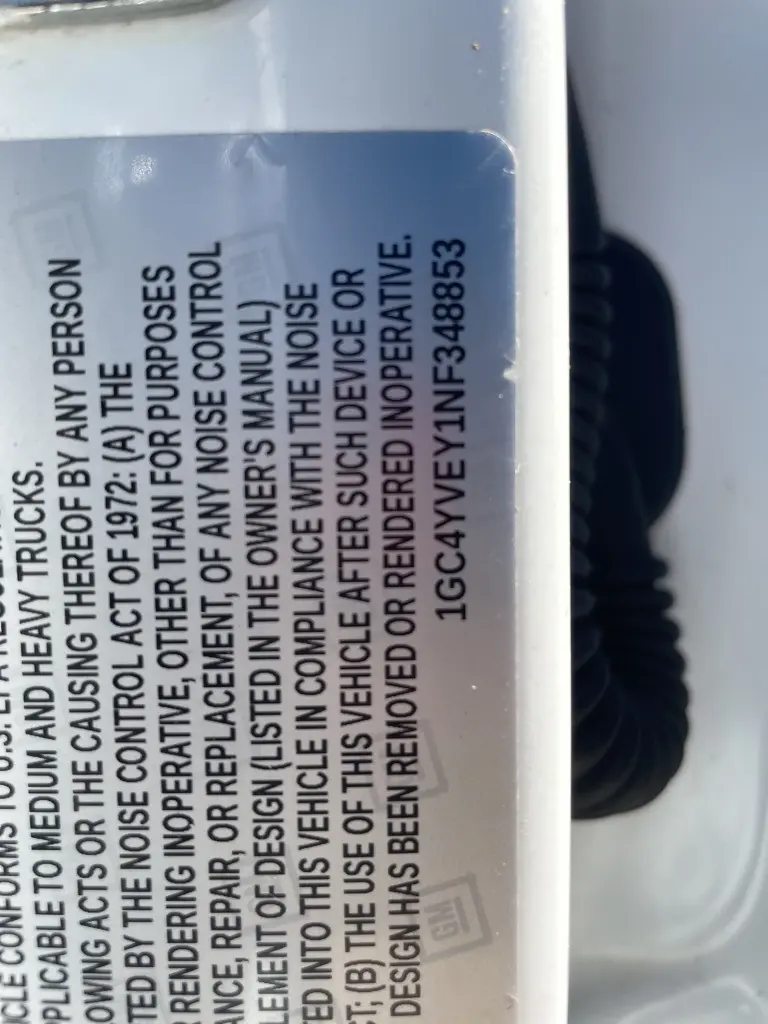 CLE CONFORMS TO U.S. EPA
PPLICABLE TO MEDIUM AND HEAVY TRUCKS.
OWING ACTS OR THE CAUSING THEREOF BY ANY PERSON
TED BY THE NOISE CONTROL ACT OF 1972: (A) THE
R RENDERING INOPERATIVE, OTHER THAN FOR PURPOSES
ANCE, REPAIR, OR REPLACEMENT, OF ANY NOISE CONTROL
LEMENT OF DESIGN (LISTED IN THE OWNER'S MANUAL)
TED INTO THIS VEHICLE IN COMPLIANCE WITH THE NOISE
CT; (B) THE USE OF THIS VEHICLE AFTER SUCH DEVICE OR
DESIGN HAS BEEN REMOVED OR RENDERED INOPERATIVE.
1GC4YVEY1NF348853
GM
GM
GM